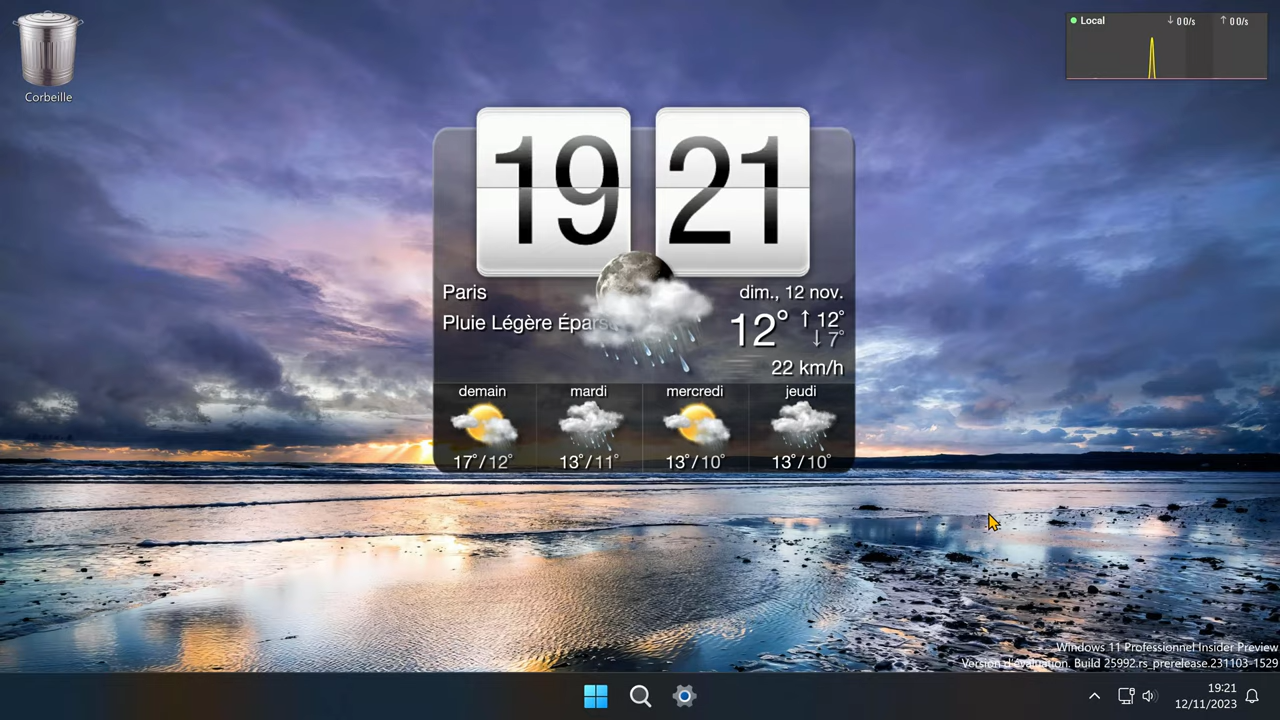 Corbeille
Local
↓ 0 0/s
↑ 0 0/s
19 21
Paris
dim., 12 nov.
Pluie Légère Épars
12° ↑ 12°
↓ 7°
22 km/h
demain mardi mercredi jeudi
17°/12° 13°/11° 13°/10° 13°/10°
Windows 11 Professionnel Insider Preview
Version d'évaluation. Build 25992.rs_prerelease.231103-1529
19:21
12/11/2023